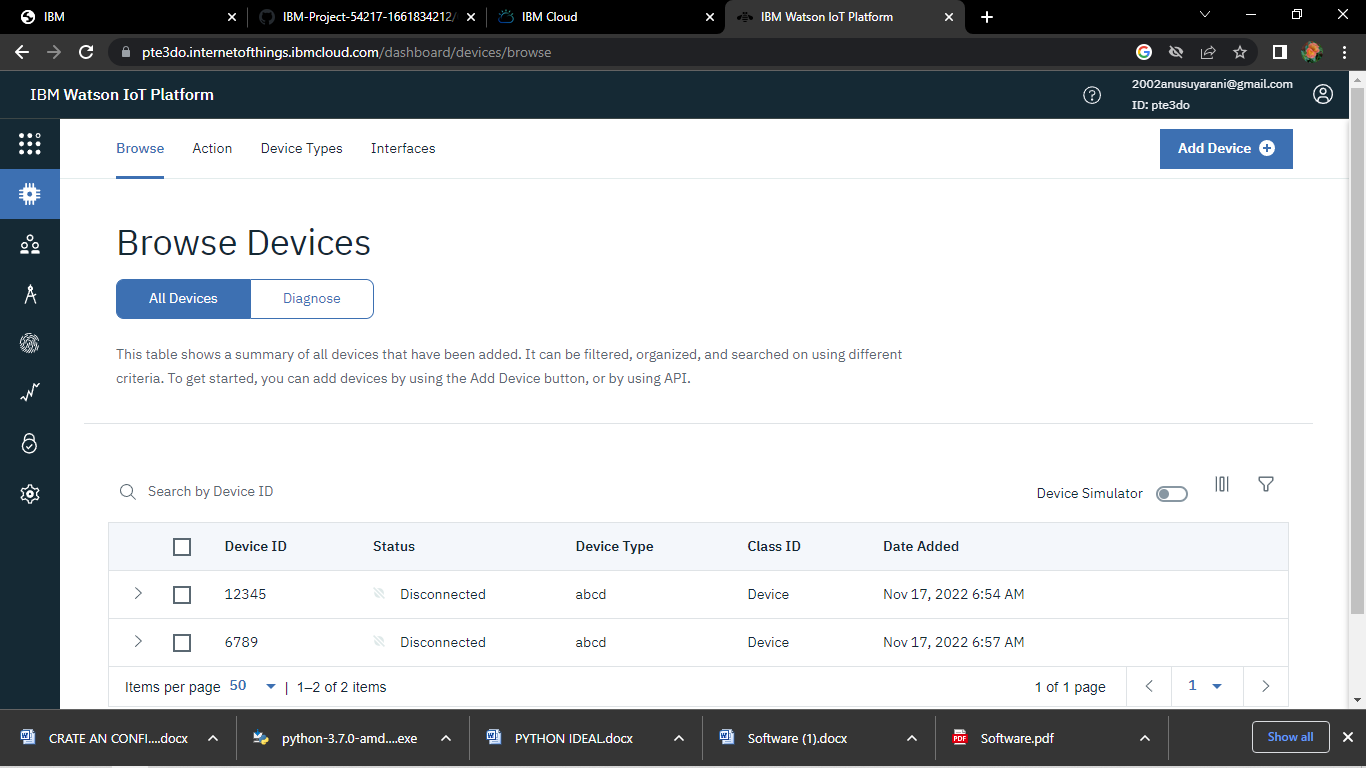 IBM
IBM-Project-54217-1661834212/
IBM Cloud
IBM Watson IoT Platform
pte3do.internetofthings.ibmcloud.com/dashboard/devices/browse
IBM Watson IoT Platform
2002anusuyarani@gmail.com
ID: pte3do
Browse Action Device Types Interfaces
Add Device
Browse Devices
All Devices Diagnose
This table shows a summary of all devices that have been added. It can be filtered, organized, and searched on using different
criteria. To get started, you can add devices by using the Add Device button, or by using API.
Search by Device ID
Device Simulator
Device ID Status Device Type Class ID Date Added
12345 Disconnected abcd Device Nov 17, 2022 6:54 AM
6789 Disconnected abcd Device Nov 17, 2022 6:57 AM
Items per page 50 | 1–2 of 2 items 1 of 1 page 1
CRATE AN CONFI....docx
python-3.7.0-amd....exe
PYTHON IDEAL.docx
Software (1).docx
PDF Software.pdf
Show all